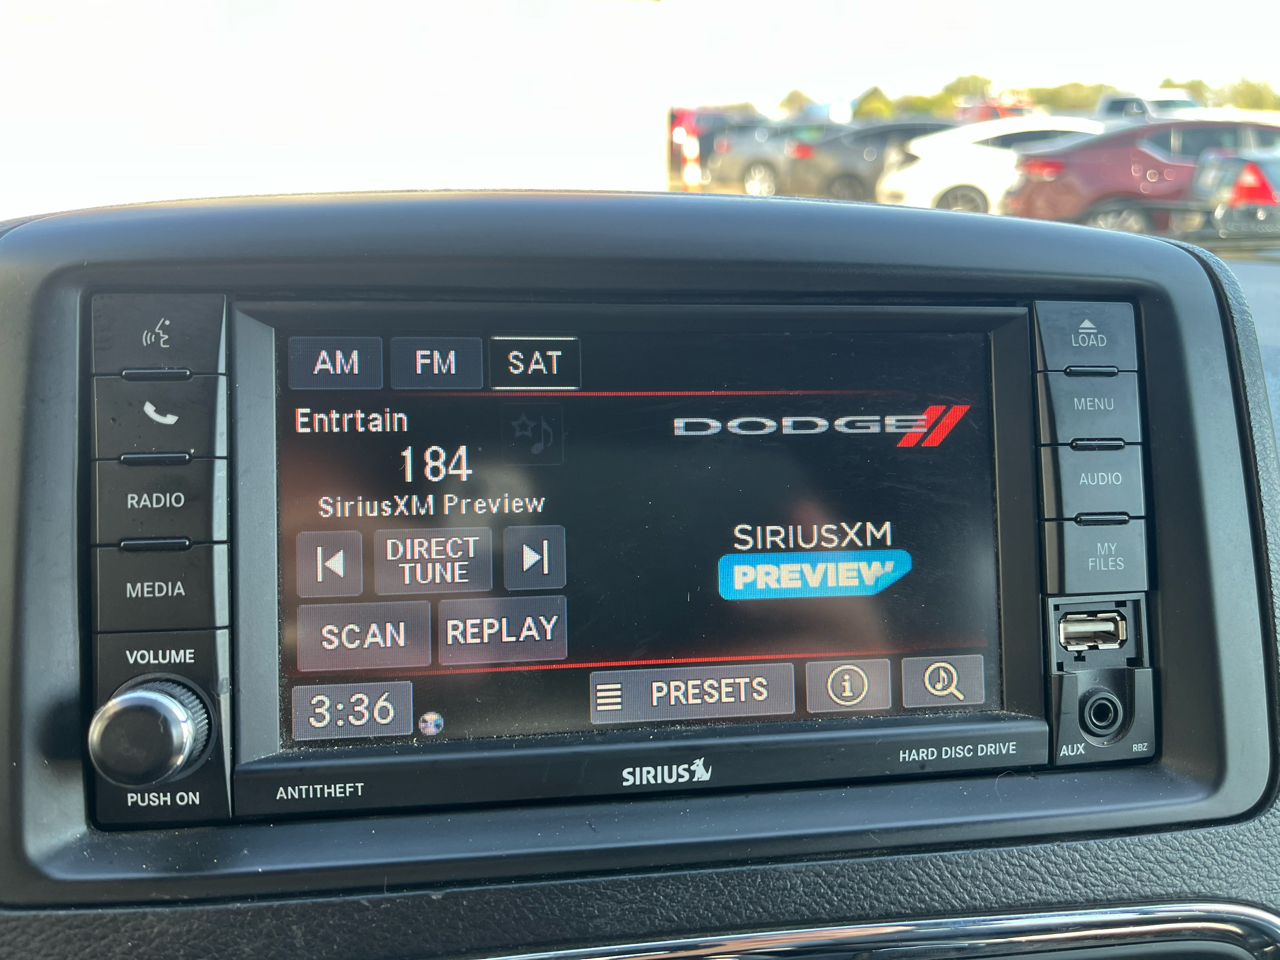 AM FM SAT
Entrtain
184
SiriusXM Preview
DIRECT
TUNE
SCAN REPLAY
3:36
DODGE
SIRIUSXM
PREVIEW
PRESETS
RADIO
MEDIA
VOLUME
PUSH ON
LOAD
MENU
AUDIO
MY
FILES
AUX RBZ
ANTITHEFT
SIRIUS
HARD DISC DRIVE